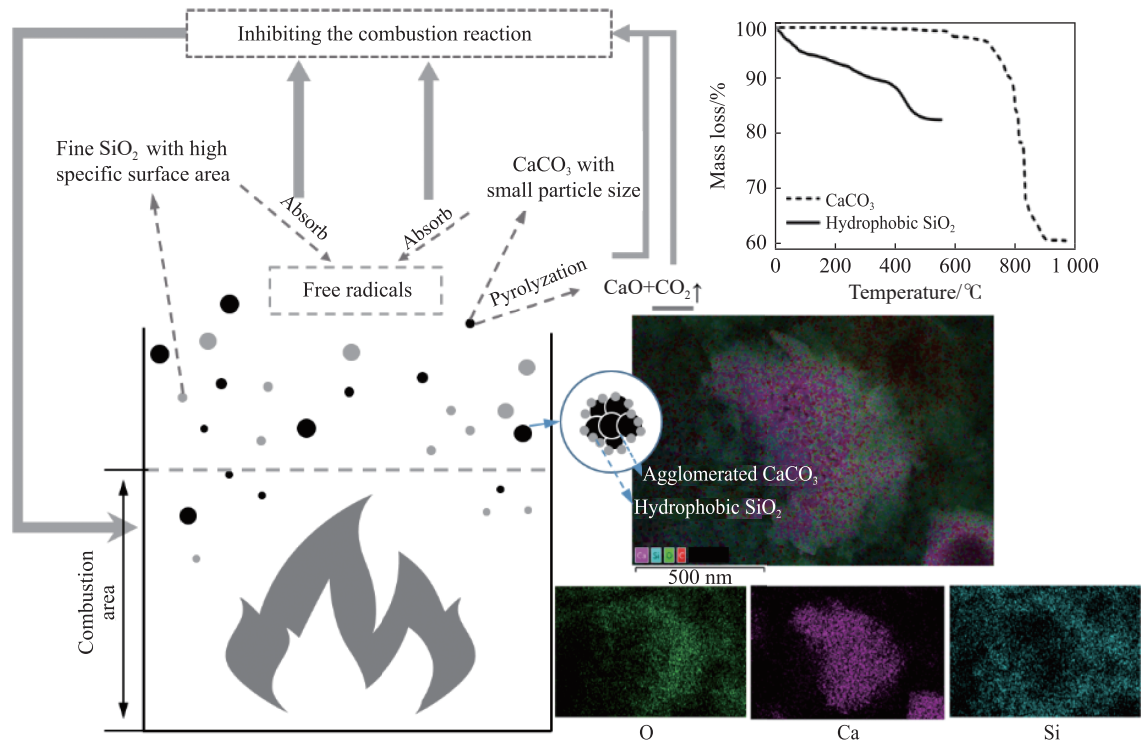 Inhibiting the combustion reaction
Fine SiO₂ with high
specific surface area
Absorb
Absorb
CaCO₃ with
small particle size
Free radicals
Pyrolyzation
CaO+CO₂↑
Combustion
area
Mass loss/%
100
90
80
70
60
CaCO₃
Hydrophobic SiO₂
0
200
400
600
800
1 000
Temperature/℃
Agglomerated CaCO₃
Hydrophobic SiO₂
500 nm
O
Ca
Si